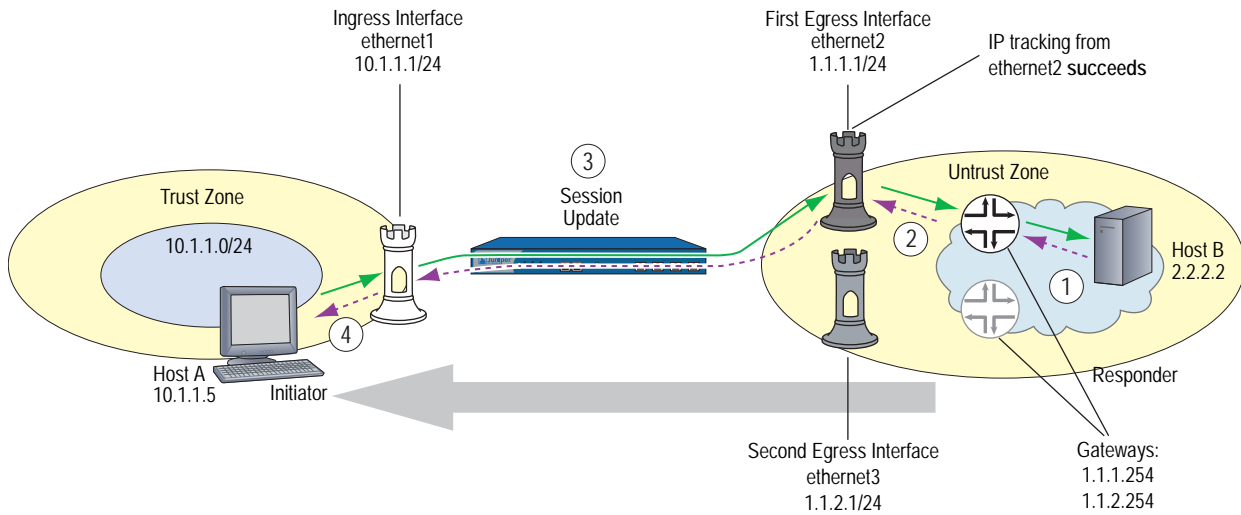 Ingress Interface
ethernet1
10.1.1.1/24
First Egress Interface
ethernet2
1.1.1.1/24
IP tracking from
ethernet2 succeeds
3
Session
Update
Trust Zone
10.1.1.0/24
Untrust Zone
2
1
Host B
2.2.2.2
4
Host A
10.1.1.5
Initiator
Responder
Second Egress Interface
ethernet3
1.1.2.1/24
Gateways:
1.1.1.254
1.1.2.254
Juniper